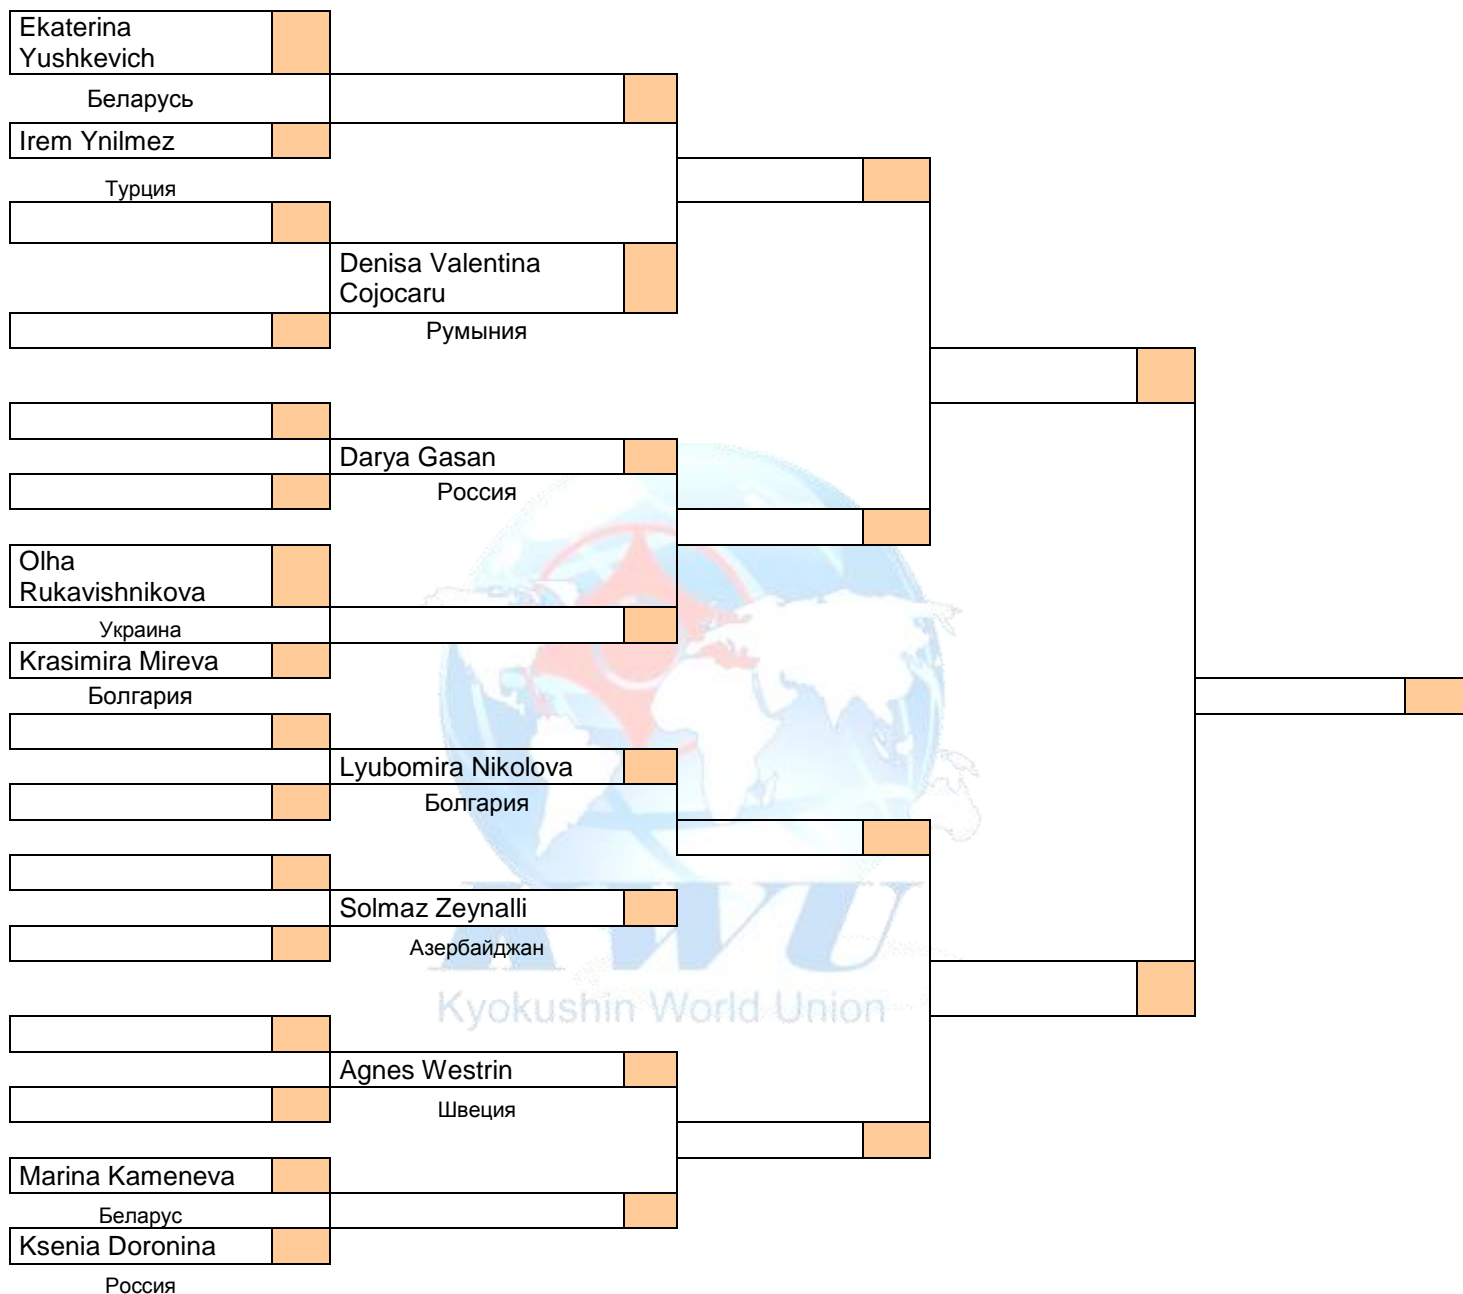 Ekaterina
Yushkevich
Беларусь
Irem Ynilmez
Турция
Denisa Valentina
Cojocaru
Румыния
Darya Gasan
Россия
Olha
Rukavishnikova
Украина
Krasimira Mireva
Болгария
Lyubomira Nikolova
Болгария
Solmaz Zeynalli
Азербайджан
KWU
Kyokushin World Union
Agnes Westrin
Швеция
Marina Kameneva
Беларус
Ksenia Doronina
Россия